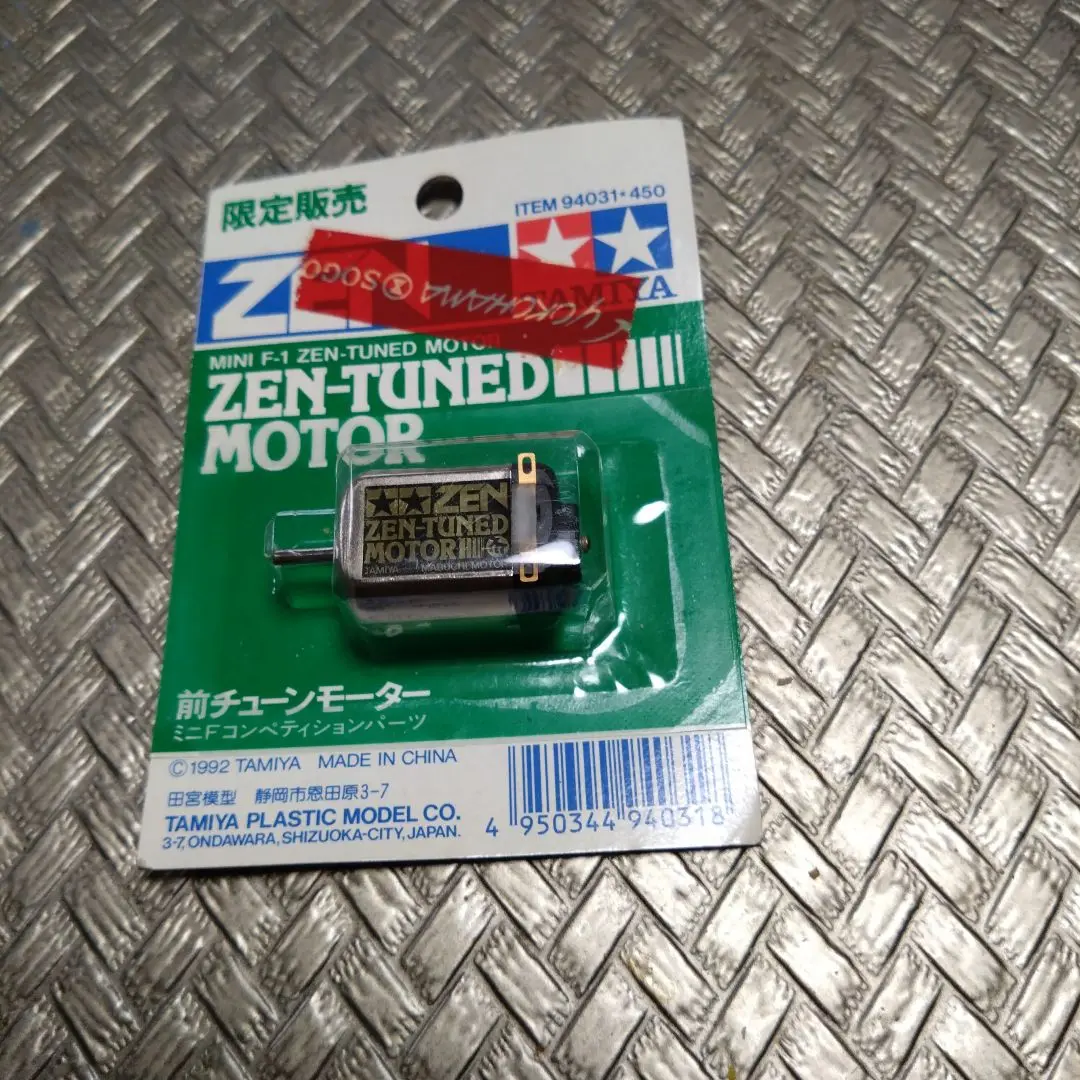 限定販売
ITEM 94031★450
ZEN
TAMIYA
YOKOHAMA SOGO
MINI F-1 ZEN-TUNED MOTOR
ZEN-TUNED
MOTOR
ZEN
ZEN-TUNED
MOTOR
TAMIYA MABUCHI MOTOR
前チューンモーター
ミニFコンペティションパーツ
©1992 TAMIYA MADE IN CHINA
田宮模型 静岡市恩田原3-7
TAMIYA PLASTIC MODEL CO.
3-7, ONDAWARA, SHIZUOKA-CITY, JAPAN.
4 950344 940318